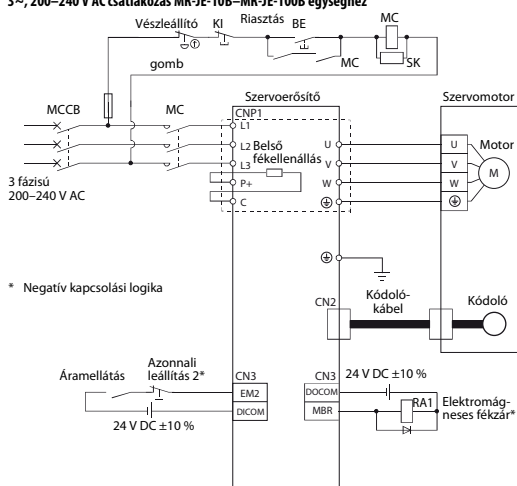 3~, 200–240 V AC csatlakozás MR-JE-10B–MR-JE-100B egységhez
Vészleállító KI Riasztás BE MC
gomb MC SK
MCCB MC
Szervoerősítő Szervomotor
CNP1
L1
L2 Belső fékellenállás
L3
P+
C
U U Motor
V V M
W W
3 fázisú
200–240 V AC
* Negatív kapcsolási logika
CN2 Kódoló-
kábel
Kódoló
Áramellátás Azonnali
leállítás 2*
CN3
EM2
DICOM
24 V DC ±10 %
CN3 24 V DC ±10 %
DOCOM
MBR
RA1 Elektromág-
neses fékzár*